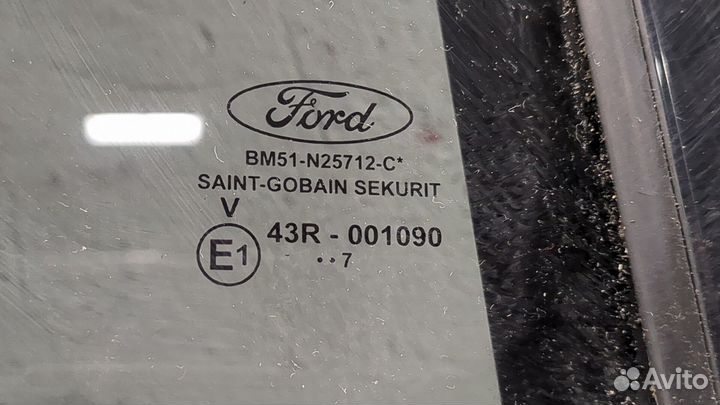 Ford
BM51-N25712-C*
SAINT-GOBAIN SEKURIT
V
E1
43R - 001090
. . 7
Avito